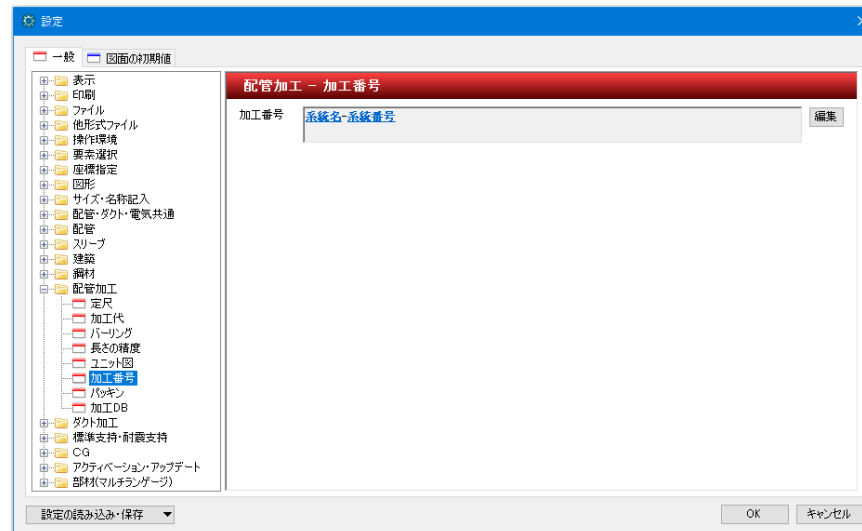 設定
一般
図面の初期値
表示
印刷
ファイル
他形式ファイル
操作環境
要素選択
座標指定
図形
サイズ・名称記入
配管・ダクト・電気共通
配管
スリーブ
建築
鋼材
配管加工
定尺
加工代
バーリング
長さの精度
ユニット図
加工番号
パッキン
加工DB
ダクト加工
標準支持・耐震支持
CG
アクティベーション・アップデート
部材(マルチランゲージ)
配管加工 - 加工番号
加工番号
系統名-系統番号
編集
設定の読み込み・保存
OK
キャンセル